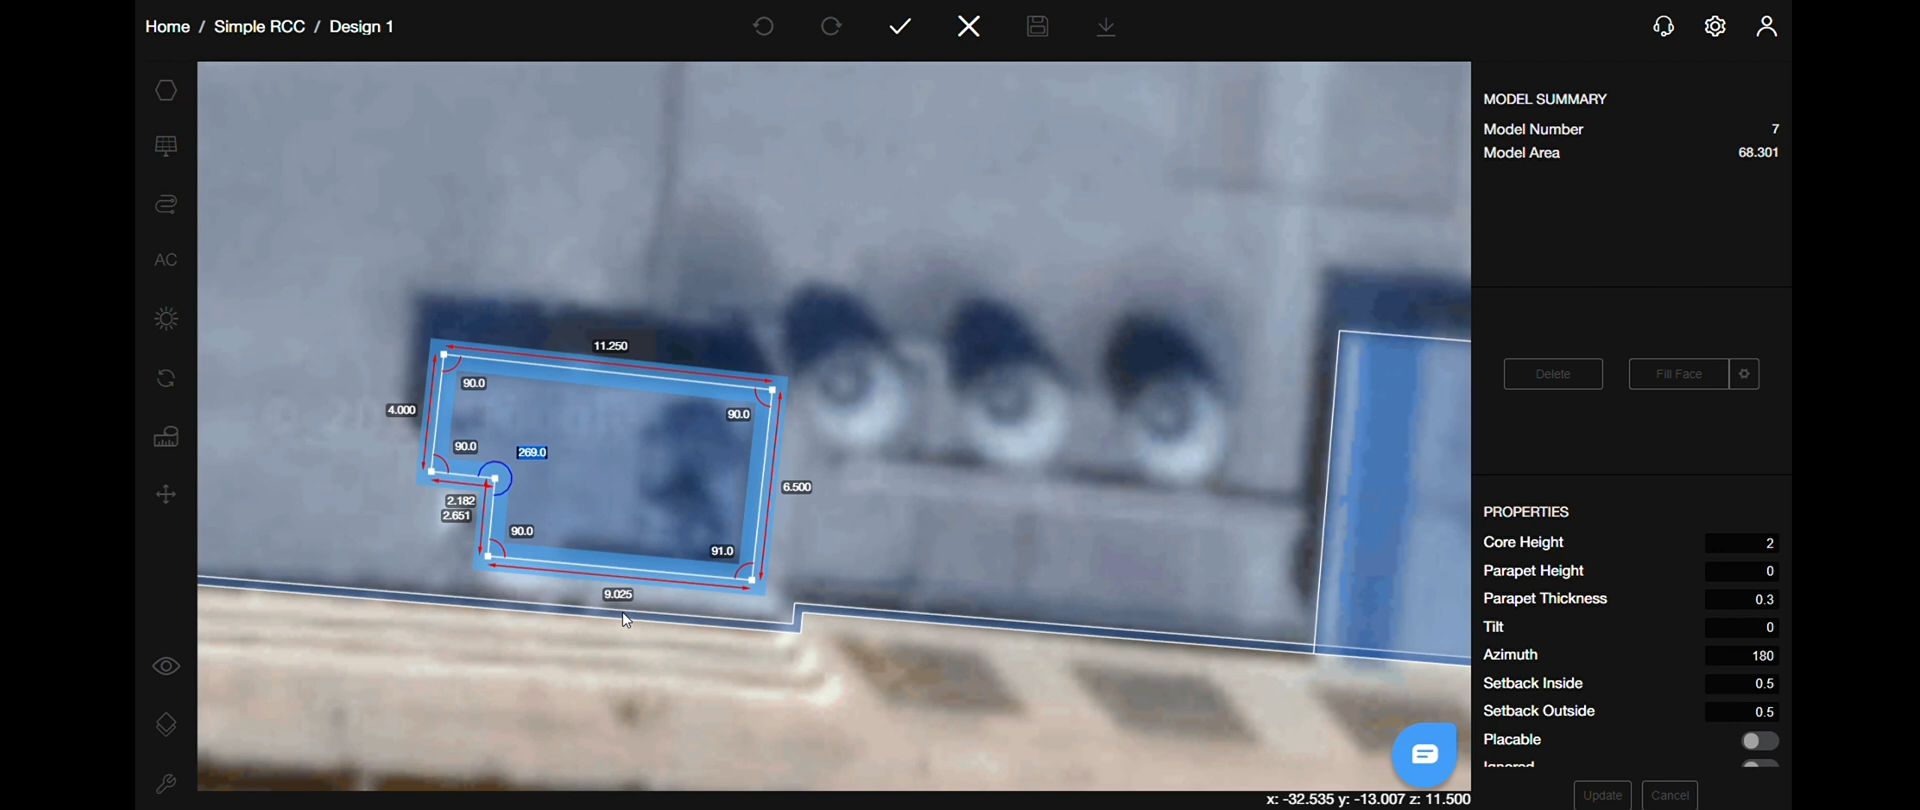 Home / Simple RCC / Design 1
AC
11.250
90.0
4.000
90.0
90.0
269.0
6.500
2.182
2.651
90.0
91.0
9.025
MODEL SUMMARY
Model Number 7
Model Area 68.301
Delete
Fill Face
PROPERTIES
Core Height 2
Parapet Height 0
Parapet Thickness 0.3
Tilt 0
Azimuth 180
Setback Inside 0.5
Setback Outside 0.5
Placable
Ignored
Update Cancel
x: -32.535 y: -13.007 z: 11.500